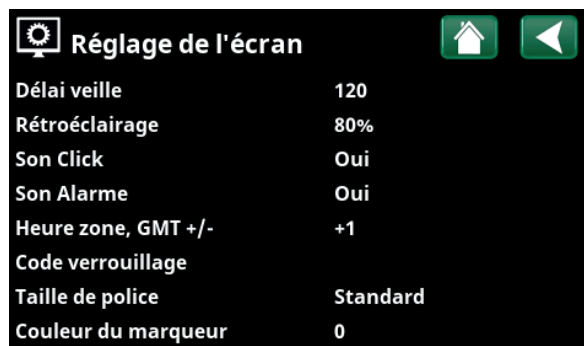 Réglage de l'écran
Délai veille 120
Rétroéclairage 80%
Son Click Oui
Son Alarme Oui
Heure zone, GMT +/- +1
Code verrouillage
Taille de police Standard
Couleur du marqueur 0